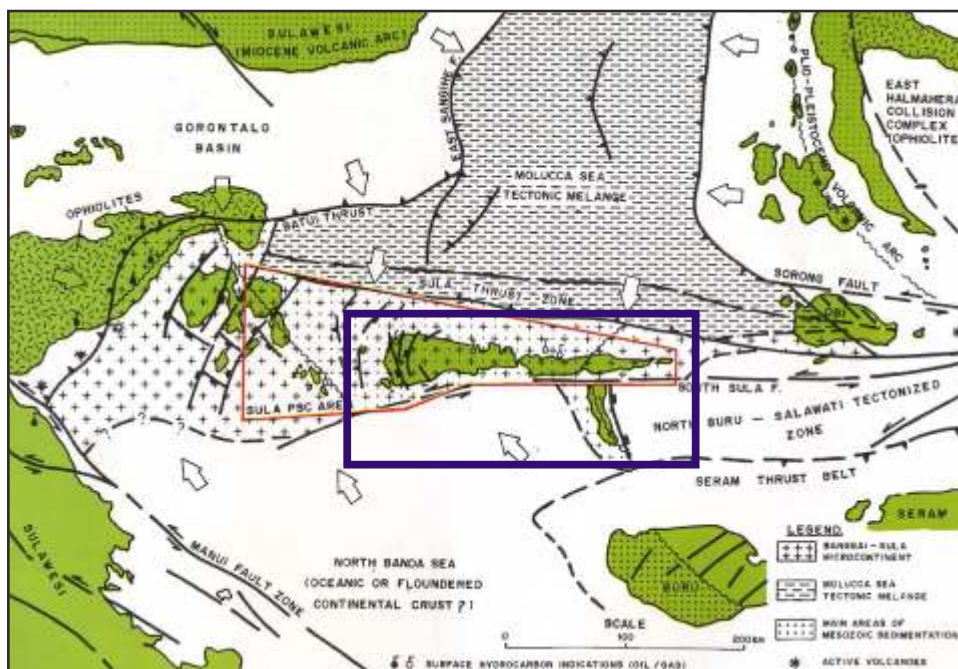 SULAWESI
(MIOCENE VOLCANIC ARC)
GORONTALO
BASIN
EAST SANGIHE F.
PLIO-PLEISTOCENE VOLCANIC ARC
EAST
HALMAHERA
COLLISION
COMPLEX
(OPHIOLITE)
MOLUCCA SEA
TECTONIC MELANGE
OPHIOLITES
BATUI THRUST
SORONG FAULT
SULA THRUST ZONE
OBI
SULA PSC AREA
SOUTH SULA F.
NORTH BURU - SALAWATI TECTONIZED
ZONE
? ? ?
SERAM THRUST BELT
SERAM
SULAWESI
MANUI FAULT ZONE
NORTH BANDA SEA
(OCEANIC OR FLOUNDERED
CONTINENTAL CRUST ?)
BURU
LEGEND
BANGGAI-SULA
MICROCONTINENT
MOLUCCA SEA
TECTONIC MELANGE
MAIN AREAS OF
MESOZOIC SEDIMENTATION
ACTIVE VOLCANOES
SCALE
0 100 200 km
SURFACE HYDROCARBON INDICATIONS (OIL / GAS)